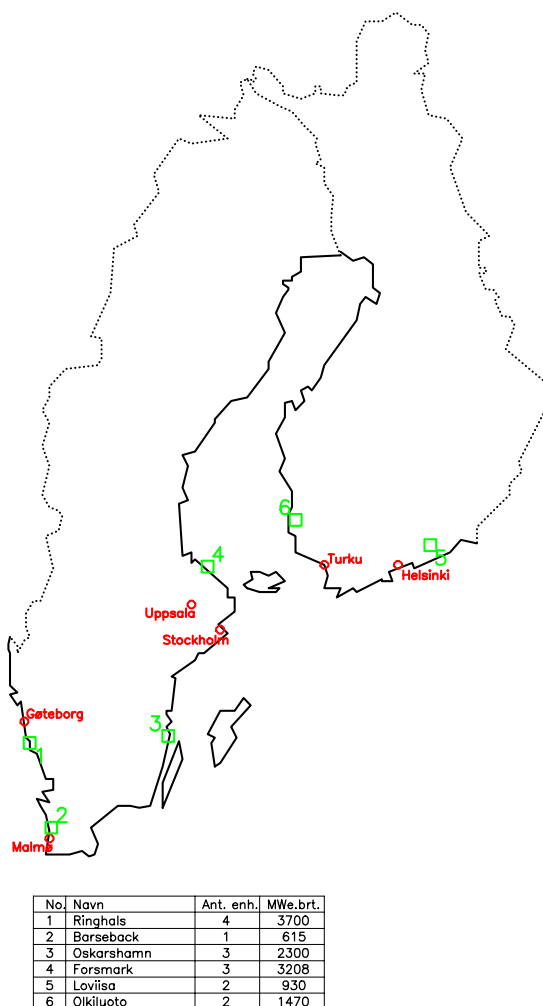 6
4
Turku
5
Helsinki
Uppsala
Stockholm
Gøteborg
3
1
2
Malmø
No. Navn Ant. enh. MWe.brt.
1 Ringhals 4 3700
2 Barseback 1 615
3 Oskarshamn 3 2300
4 Forsmark 3 3208
5 Loviisa 2 930
6 Olkiluoto 2 1470